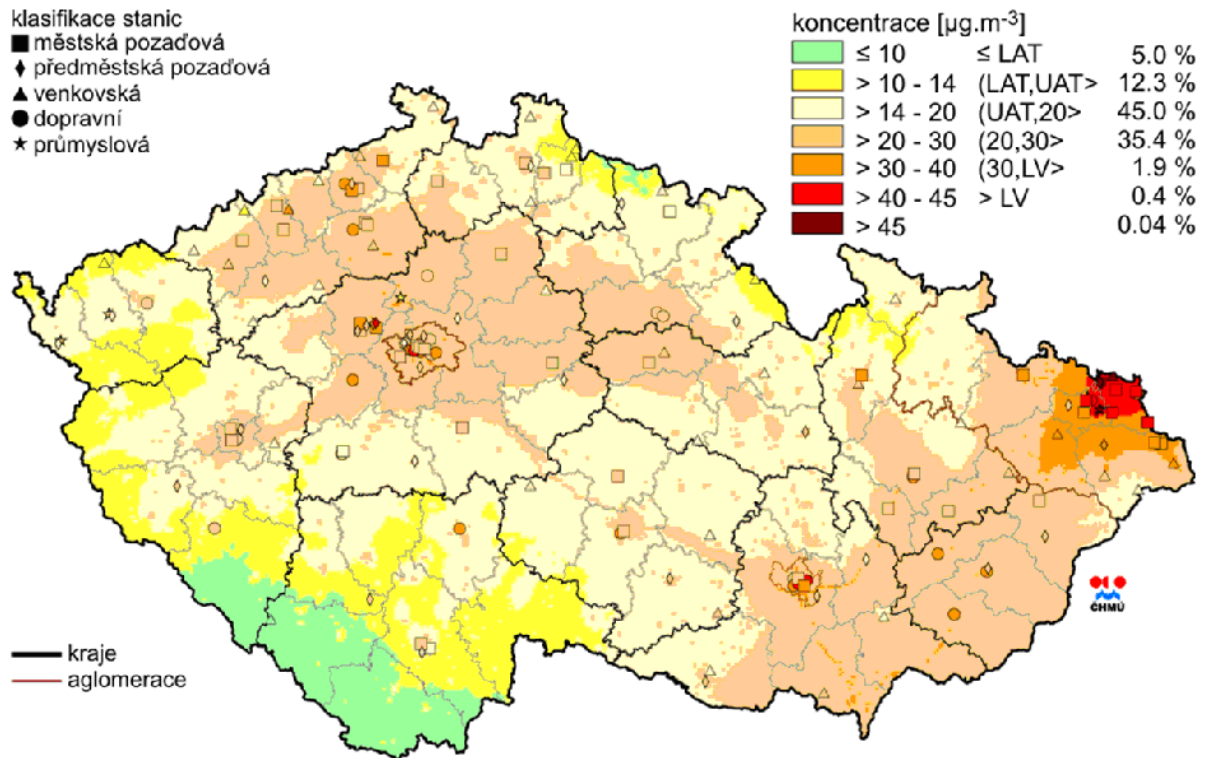 klasifikace stanic
městská pozaďová
předměstská pozaďová
venkovská
dopravní
průmyslová
koncentrace [µg.m-3]
≤ 10 ≤ LAT 5.0 %
> 10 - 14 (LAT,UAT> 12.3 %
> 14 - 20 (UAT,20> 45.0 %
> 20 - 30 (20,30> 35.4 %
> 30 - 40 (30,LV> 1.9 %
> 40 - 45 > LV 0.4 %
> 45 0.04 %
ČHMÚ
kraje
aglomerace